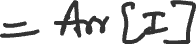 = Arr[I]